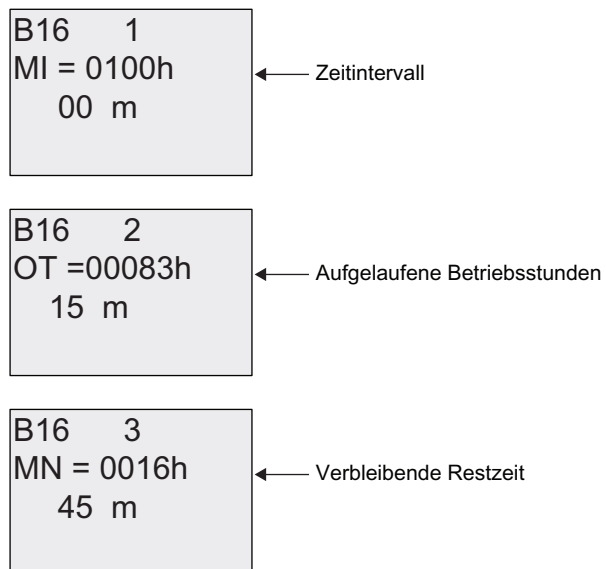 B16 1
MI = 0100h
00 m
Zeitintervall
B16 2
OT =00083h
15 m
Aufgelaufene Betriebsstunden
B16 3
MN = 0016h
45 m
Verbleibende Restzeit